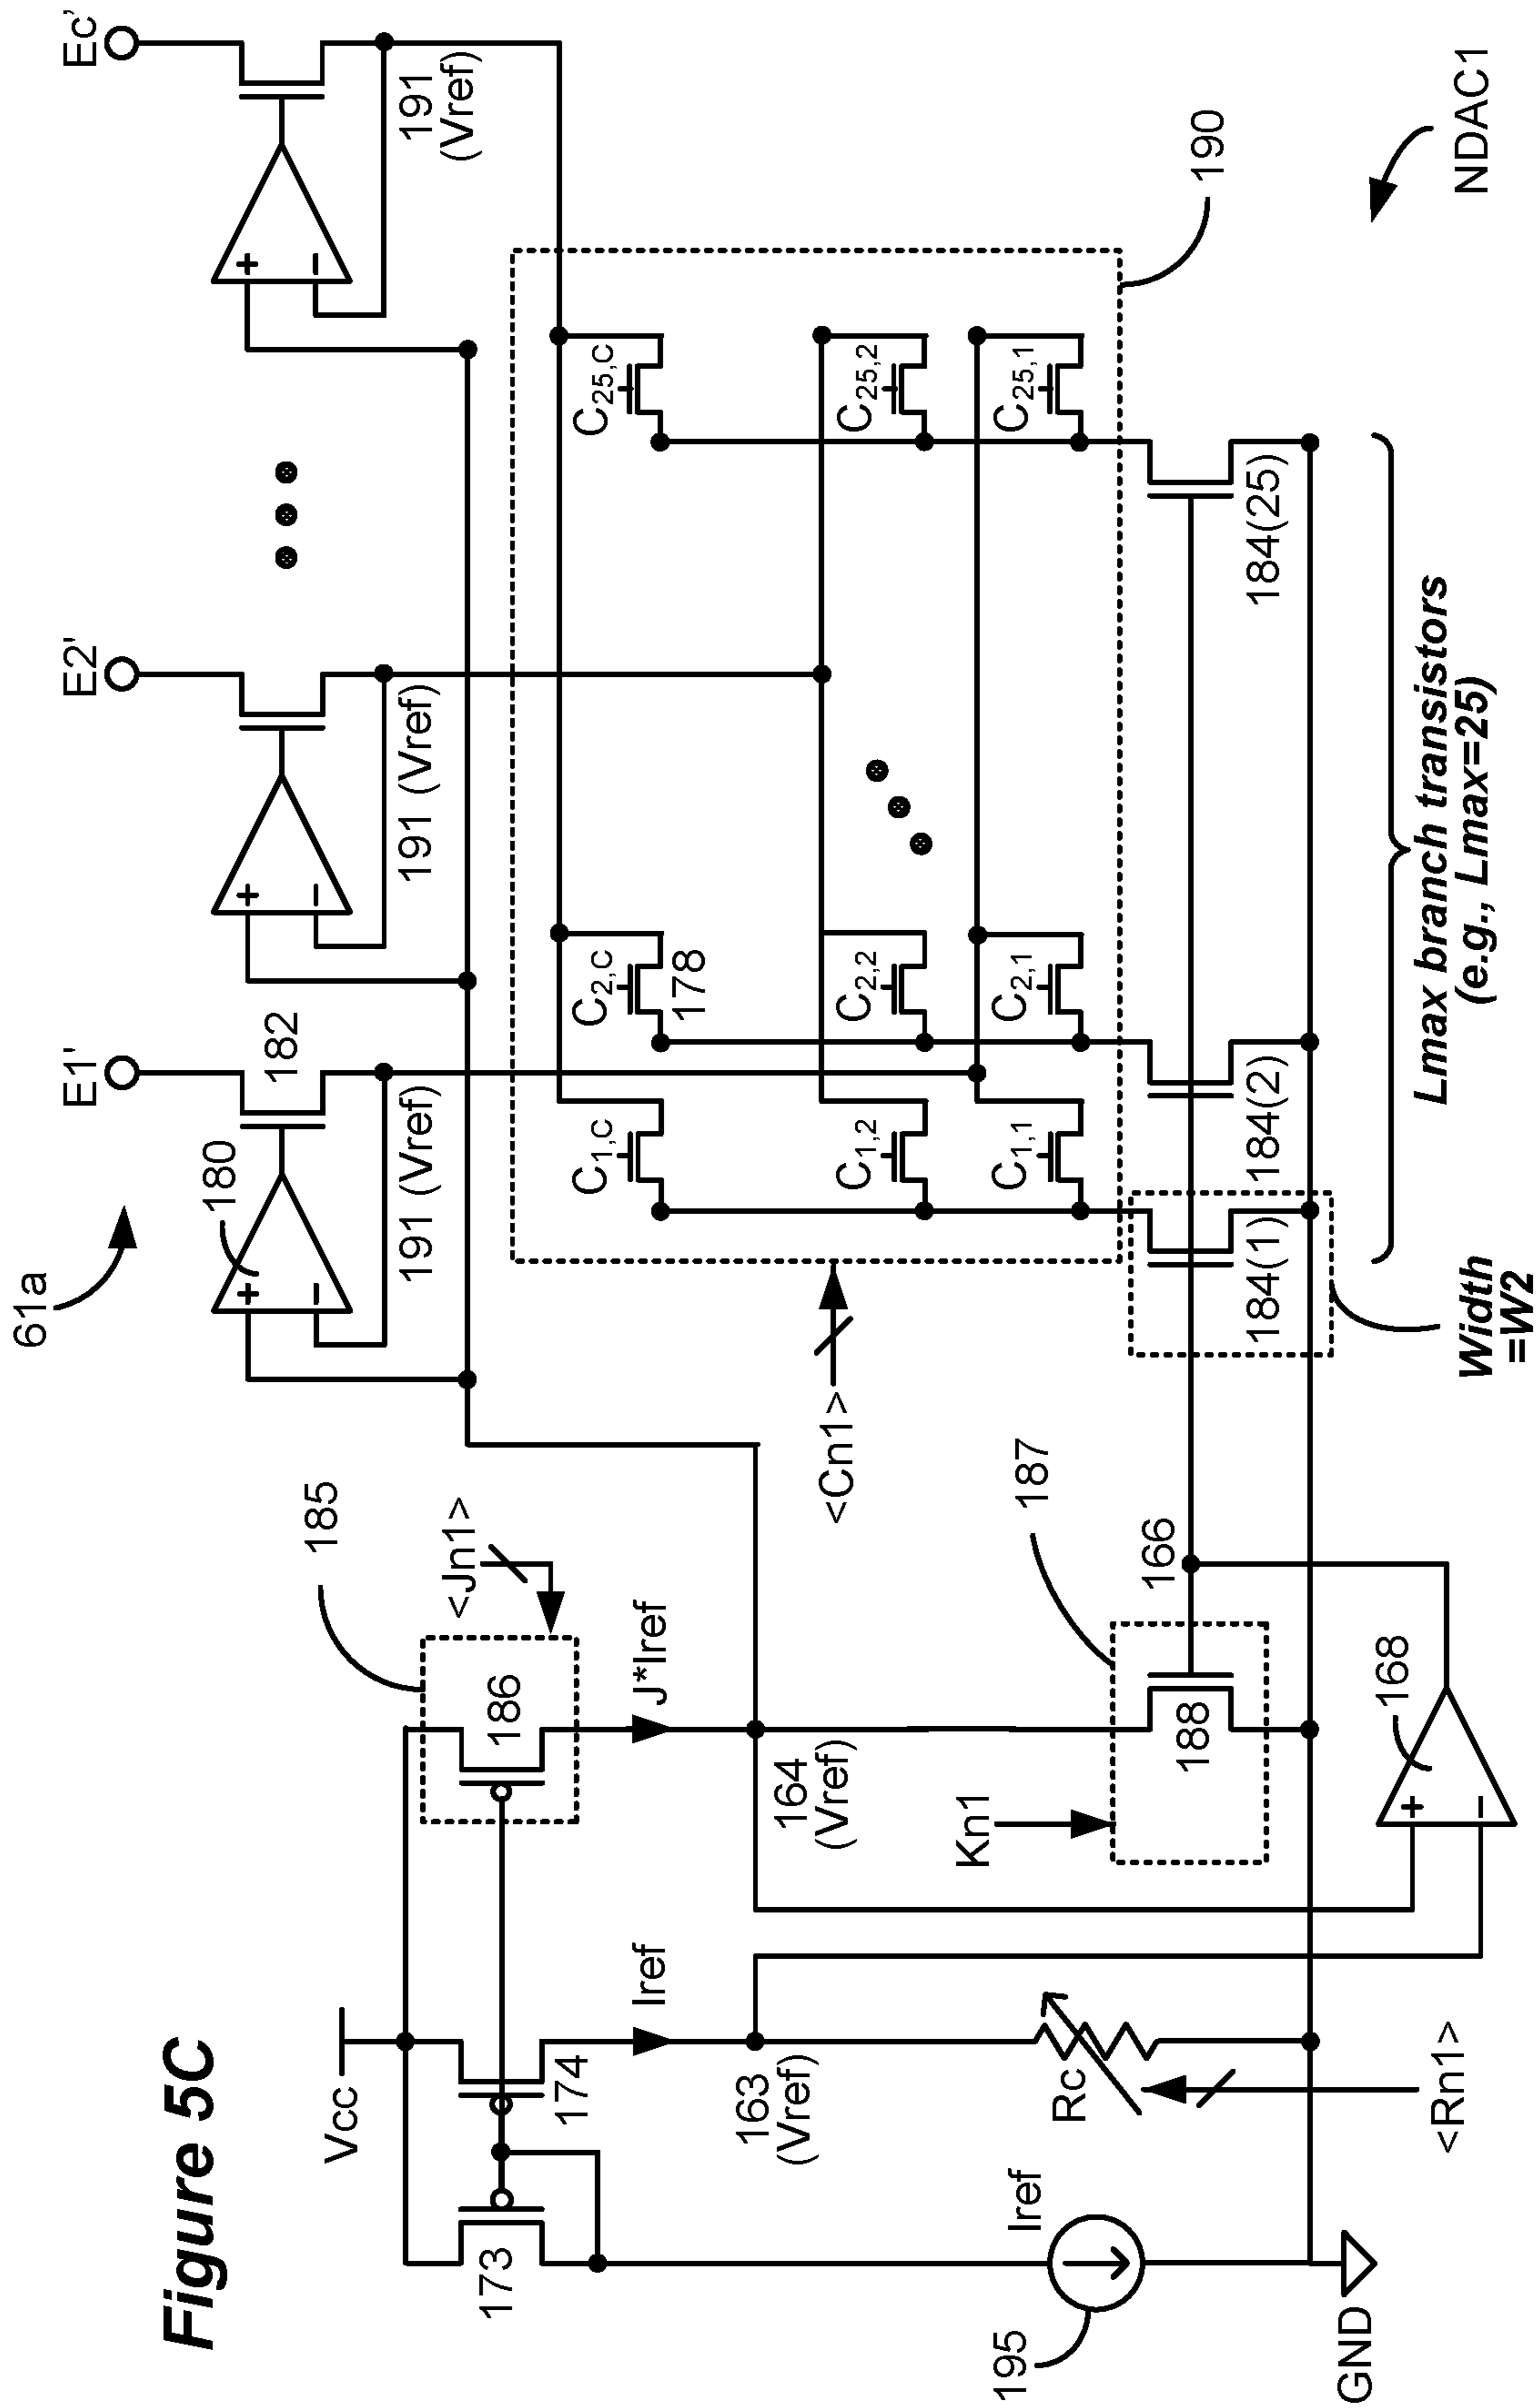 Figure 5C
61a
E1'
E2'
Ec'
Vcc
185
<Jn1>
180
182
191 (Vref)
191 (Vref)
191
(Vref)
173
174
186
Iref
J*Iref
163
(Vref)
164
(Vref)
<Cn1>
C1,C
C2,C
178
C25,C
C1,2
C2,2
C25,2
C1,1
C2,1
C25,1
190
195
Iref
Rc
<Rn1>
Kn1
187
188
166
168
184(1)
184(2)
184(25)
GND
Width
=W2
Lmax branch transistors
(e.g., Lmax=25)
NDAC1
+
−
+
−
+
−
+
−